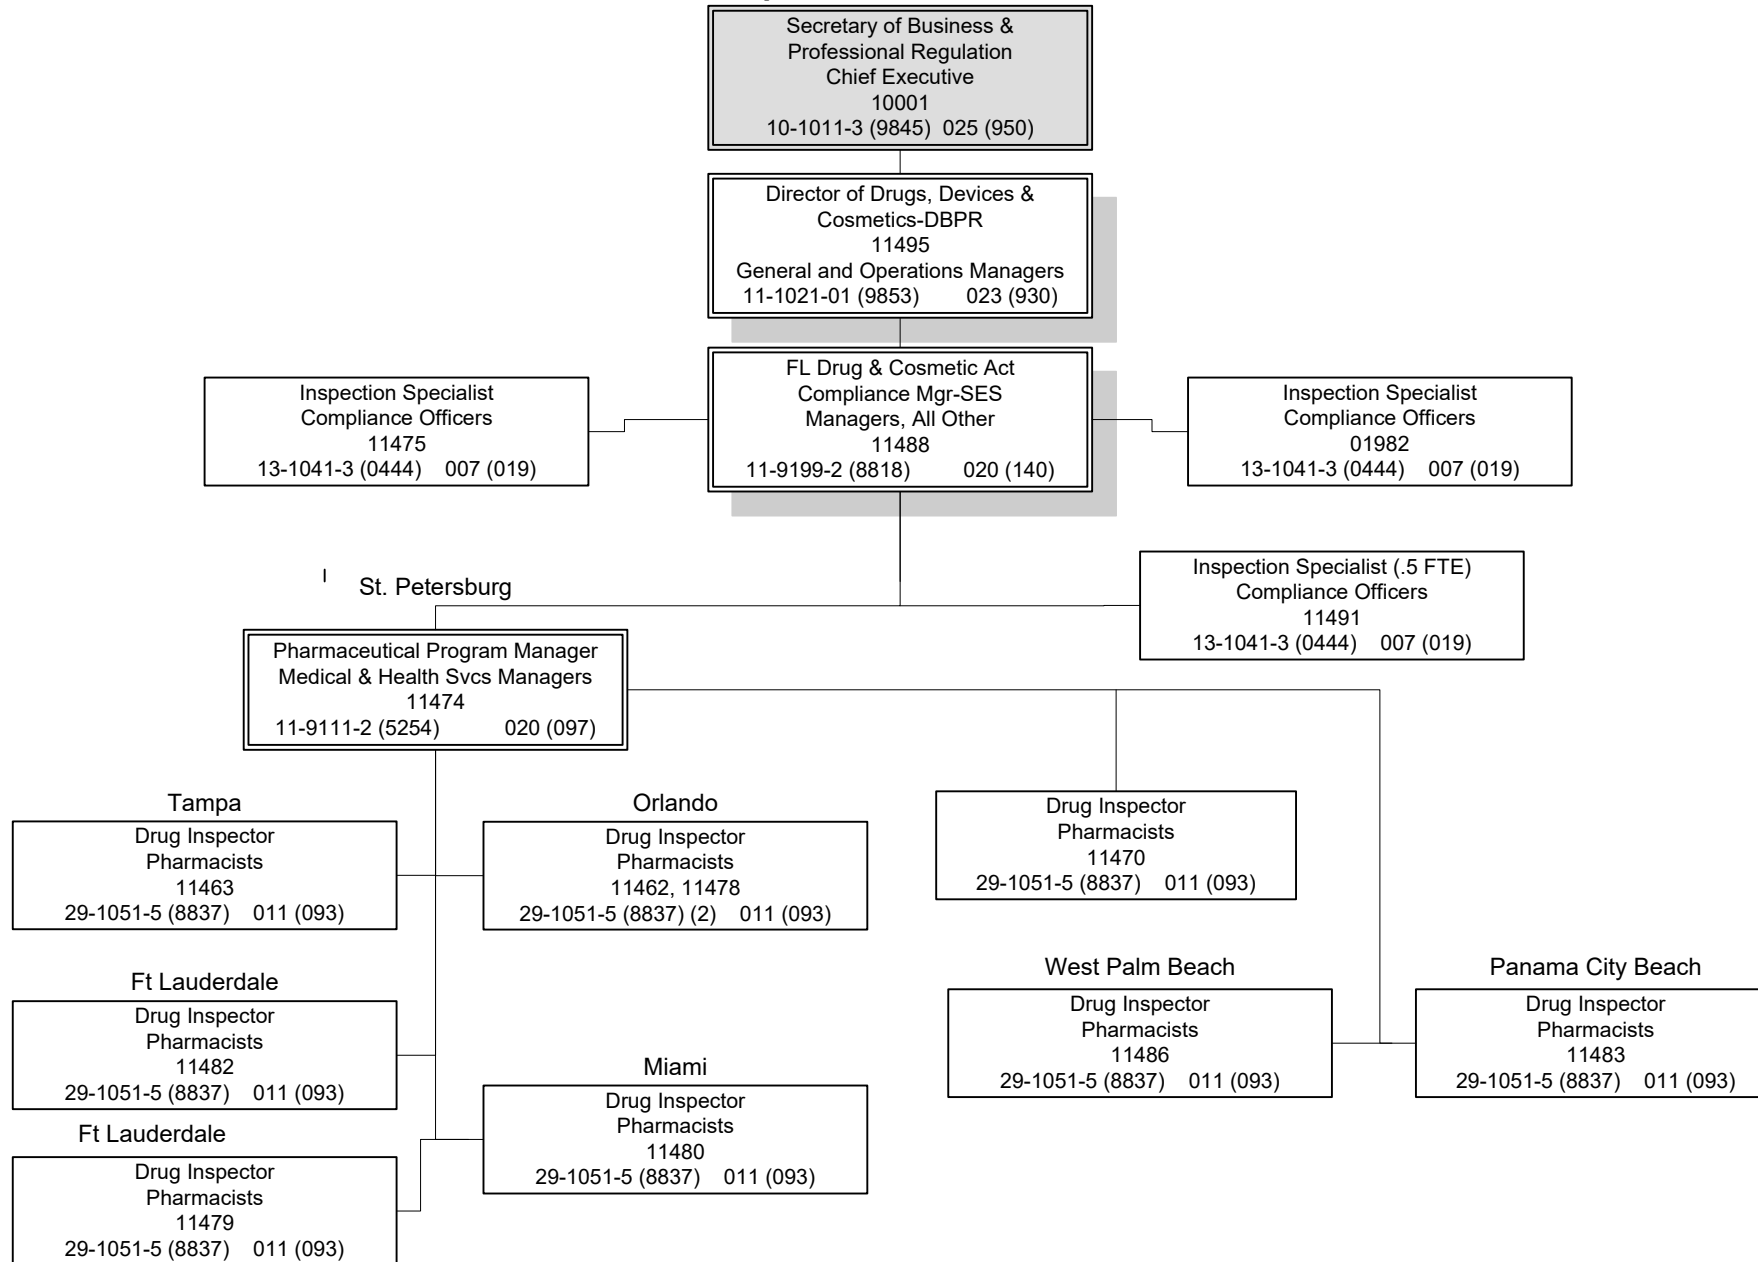 Secretary of Business &
Professional Regulation
Chief Executive
10001
10-1011-3 (9845) 025 (950)
Director of Drugs, Devices &
Cosmetics-DBPR
11495
General and Operations Managers
11-1021-01 (9853) 023 (930)
FL Drug & Cosmetic Act
Compliance Mgr-SES
Managers, All Other
11488
11-9199-2 (8818) 020 (140)
Inspection Specialist
Compliance Officers
11475
13-1041-3 (0444) 007 (019)
Inspection Specialist
Compliance Officers
01982
13-1041-3 (0444) 007 (019)
Inspection Specialist (.5 FTE)
Compliance Officers
11491
13-1041-3 (0444) 007 (019)
St. Petersburg
Pharmaceutical Program Manager
Medical & Health Svcs Managers
11474
11-9111-2 (5254) 020 (097)
Tampa
Drug Inspector
Pharmacists
11463
29-1051-5 (8837) 011 (093)
Orlando
Drug Inspector
Pharmacists
11462, 11478
29-1051-5 (8837) (2) 011 (093)
Drug Inspector
Pharmacists
11470
29-1051-5 (8837) 011 (093)
Ft Lauderdale
Drug Inspector
Pharmacists
11482
29-1051-5 (8837) 011 (093)
Miami
Drug Inspector
Pharmacists
11480
29-1051-5 (8837) 011 (093)
West Palm Beach
Drug Inspector
Pharmacists
11486
29-1051-5 (8837) 011 (093)
Panama City Beach
Drug Inspector
Pharmacists
11483
29-1051-5 (8837) 011 (093)
Ft Lauderdale
Drug Inspector
Pharmacists
11479
29-1051-5 (8837) 011 (093)